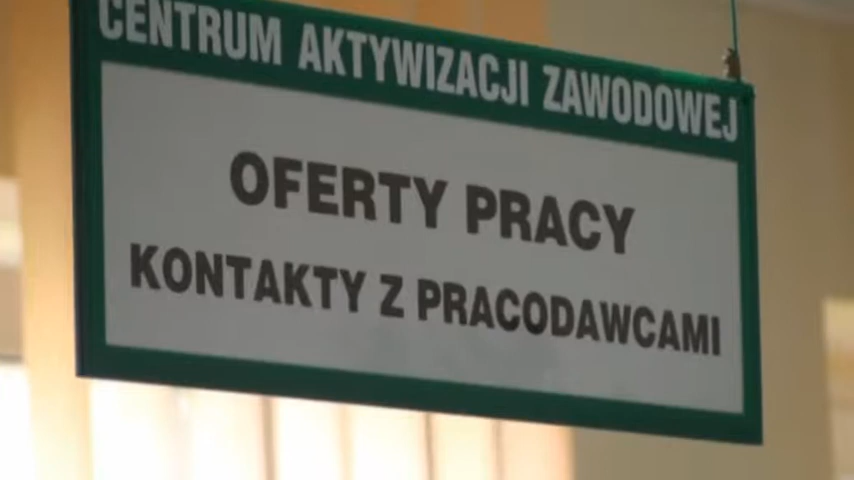 CENTRUM AKTYWIZACJI ZAWODOWEJ
OFERTY PRACY
KONTAKTY Z PRACODAWCAMI